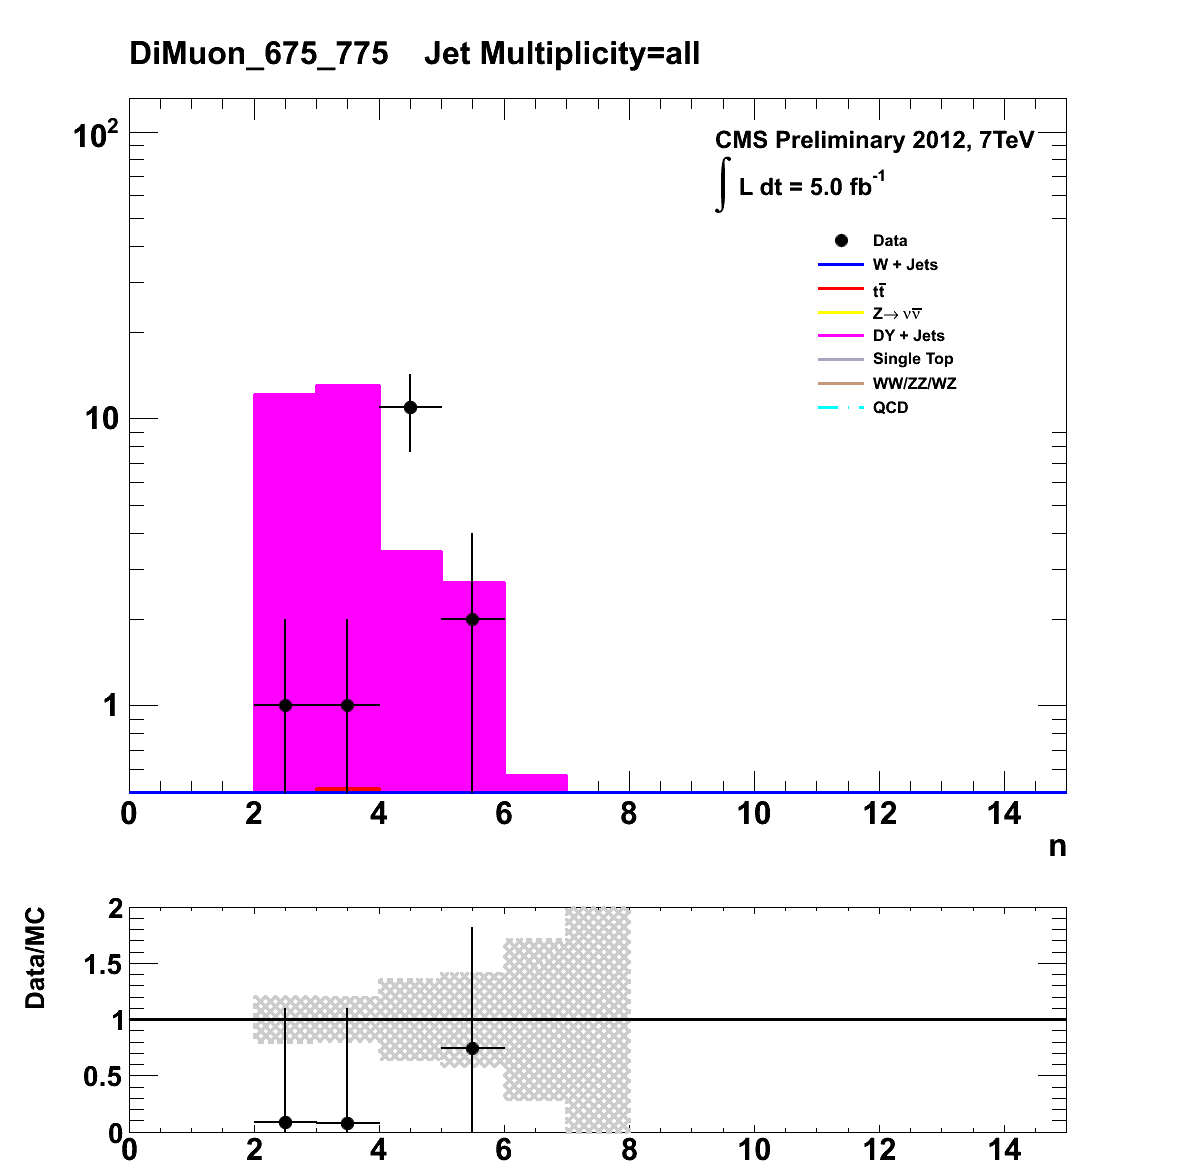 DiMuon_675_775 Jet Multiplicity=all
10²
10
1
CMS Preliminary 2012, 7TeV
∫ L dt = 5.0 fb⁻¹
Data
W + Jets
tt̅
Z→ νν̅
DY + Jets
Single Top
WW/ZZ/WZ
QCD
0 2 4 6 8 10 12 14
n
Data/MC
2
1.5
1
0.5
0
0 2 4 6 8 10 12 14